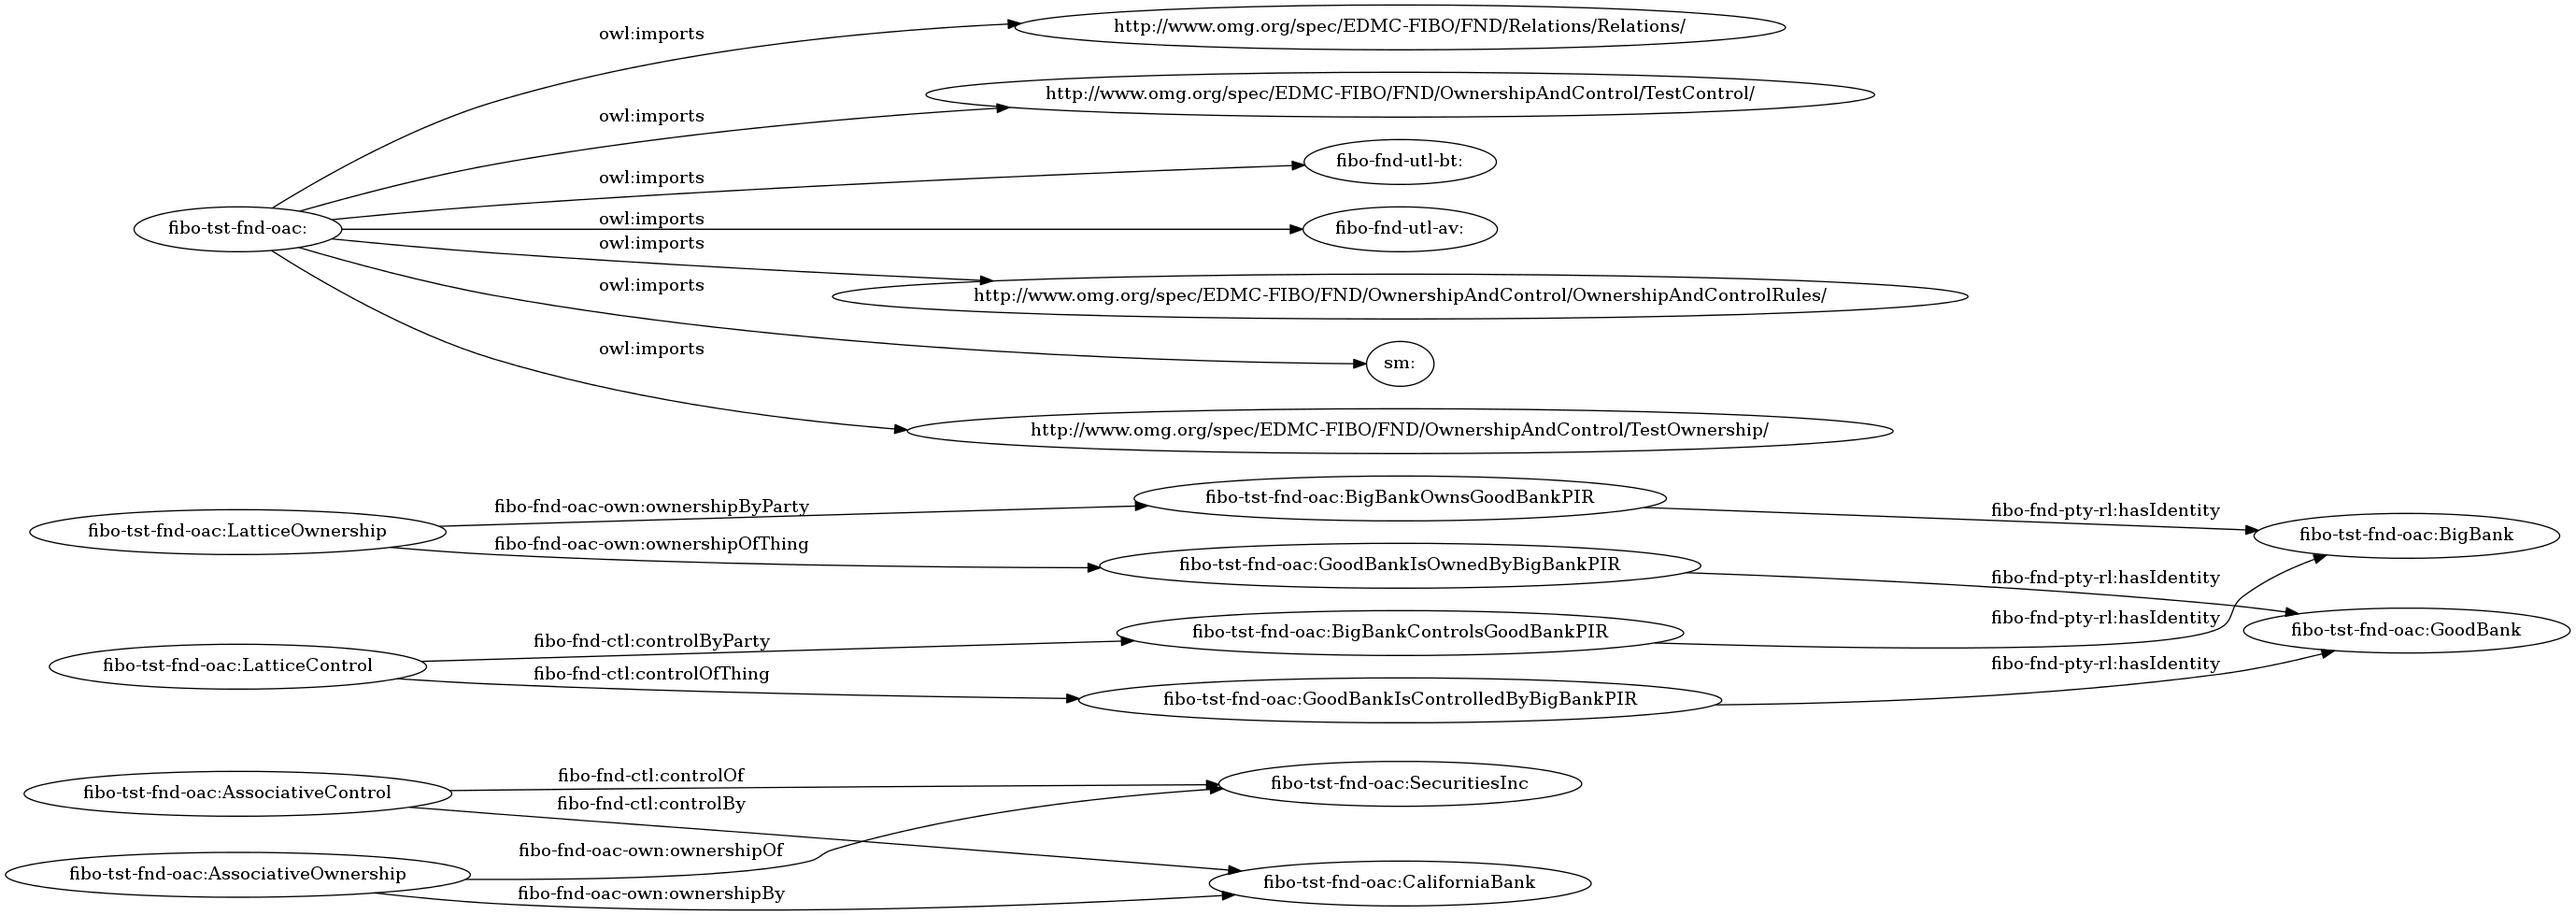 owl:imports
http://www.omg.org/spec/EDMC-FIBO/FND/Relations/Relations/
owl:imports
http://www.omg.org/spec/EDMC-FIBO/FND/OwnershipAndControl/TestControl/
owl:imports
fibo-fnd-utl-bt:
fibo-tst-fnd-oac:
owl:imports
fibo-fnd-utl-av:
owl:imports
http://www.omg.org/spec/EDMC-FIBO/FND/OwnershipAndControl/OwnershipAndControlRules/
owl:imports
sm:
owl:imports
http://www.omg.org/spec/EDMC-FIBO/FND/OwnershipAndControl/TestOwnership/
fibo-tst-fnd-oac:LatticeOwnership
fibo-fnd-oac-own:ownershipByParty
fibo-tst-fnd-oac:BigBankOwnsGoodBankPIR
fibo-fnd-pty-rl:hasIdentity
fibo-tst-fnd-oac:BigBank
fibo-fnd-oac-own:ownershipOfThing
fibo-tst-fnd-oac:GoodBankIsOwnedByBigBankPIR
fibo-fnd-pty-rl:hasIdentity
fibo-tst-fnd-oac:GoodBank
fibo-tst-fnd-oac:LatticeControl
fibo-fnd-ctl:controlByParty
fibo-tst-fnd-oac:BigBankControlsGoodBankPIR
fibo-fnd-pty-rl:hasIdentity
fibo-fnd-ctl:controlOfThing
fibo-tst-fnd-oac:GoodBankIsControlledByBigBankPIR
fibo-fnd-pty-rl:hasIdentity
fibo-tst-fnd-oac:AssociativeControl
fibo-fnd-ctl:controlOf
fibo-tst-fnd-oac:SecuritiesInc
fibo-fnd-ctl:controlBy
fibo-tst-fnd-oac:AssociativeOwnership
fibo-fnd-oac-own:ownershipOf
fibo-fnd-oac-own:ownershipBy
fibo-tst-fnd-oac:CaliforniaBank